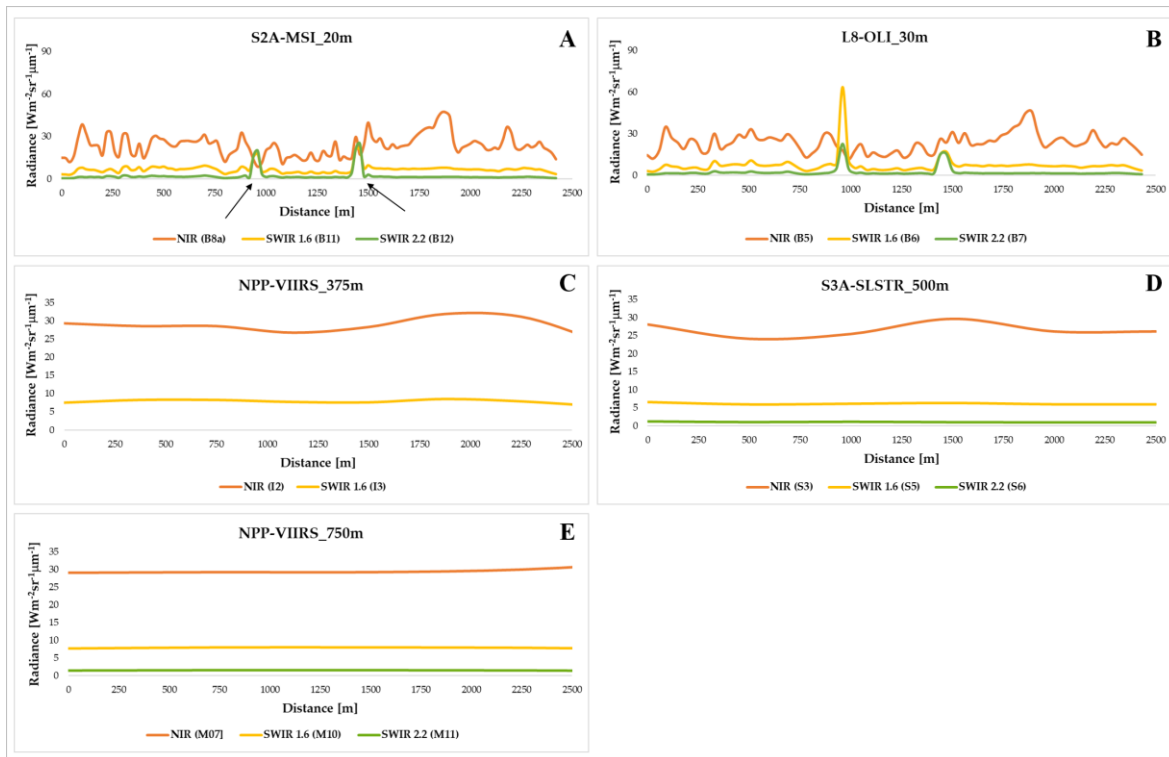 S2A-MSI_20m
A
Radiance [Wm-2sr-1μm-1]
90
60
30
0
0 250 500 750 1000 1250 1500 1750 2000 2250 2500
Distance [m]
NIR (B8a) SWIR 1.6 (B11) SWIR 2.2 (B12)
L8-OLI_30m
B
Radiance [Wm-2sr-1μm-1]
90
60
30
0
0 250 500 750 1000 1250 1500 1750 2000 2250 2500
Distance [m]
NIR (B5) SWIR 1.6 (B6) SWIR 2.2 (B7)
NPP-VIIRS_375m
C
Radiance [Wm-2sr-1μm-1]
35
30
25
20
15
10
5
0
0 250 500 750 1000 1250 1500 1750 2000 2250 2500
Distance [m]
NIR (I2) SWIR 1.6 (I3)
S3A-SLSTR_500m
D
Radiance [Wm-2sr-1μm-1]
35
30
25
20
15
10
5
0
0 250 500 750 1000 1250 1500 1750 2000 2250 2500
Distance [m]
NIR (S3) SWIR 1.6 (S5) SWIR 2.2 (S6)
NPP-VIIRS_750m
E
Radiance [Wm-2sr-1μm-1]
35
30
25
20
15
10
5
0
0 250 500 750 1000 1250 1500 1750 2000 2250 2500
Distance [m]
NIR (M07] SWIR 1.6 (M10) SWIR 2.2 (M11)